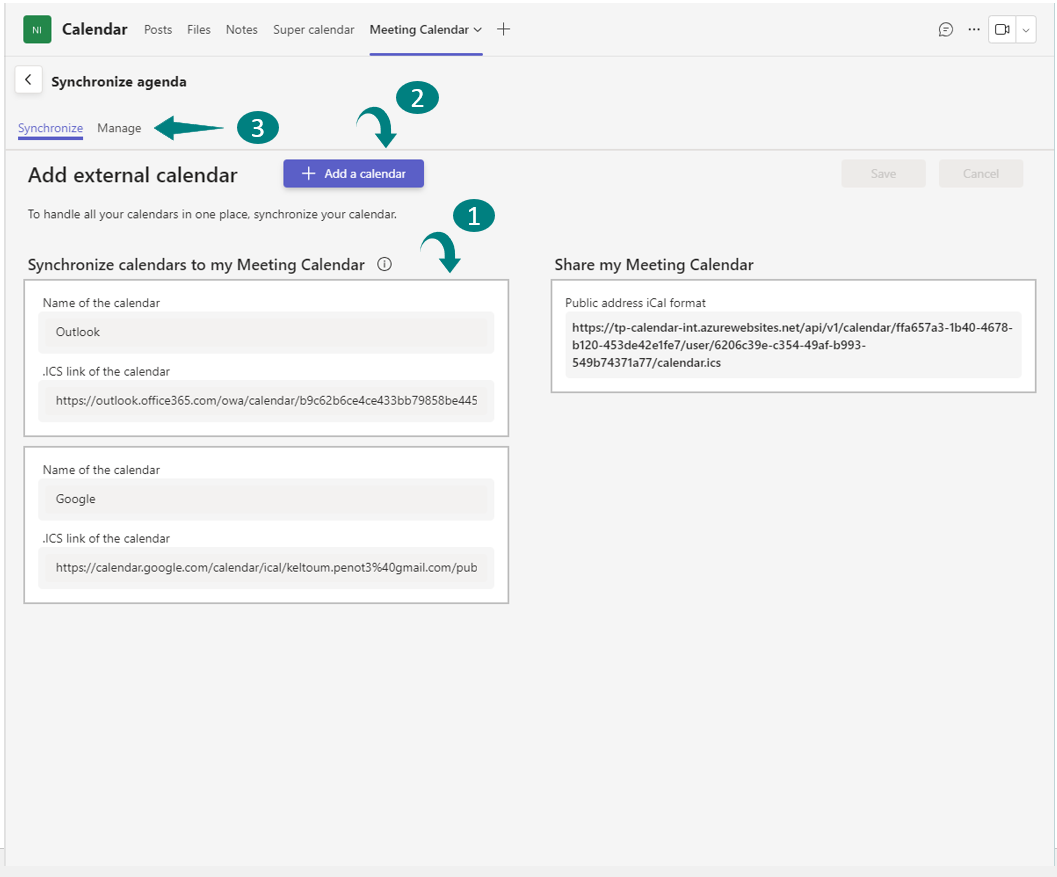 NI Calendar Posts Files Notes Super calendar Meeting Calendar
Synchronize agenda
2
Synchronize Manage
3
Add external calendar
Add a calendar
Save Cancel
To handle all your calendars in one place, synchronize your calendar.
1
Synchronize calendars to my Meeting Calendar
Name of the calendar
Outlook
.ICS link of the calendar
https://outlook.office365.com/owa/calendar/b9c62b6ce4ce433bb79858be445
Name of the calendar
Google
.ICS link of the calendar
https://calendar.google.com/calendar/ical/keltoum.penot3%40gmail.com/pub
Share my Meeting Calendar
Public address iCal format
https://tp-calendar-int.azurewebsites.net/api/v1/calendar/ffa657a3-1b40-4678-
b120-453de42e1fe7/user/6206c39e-c354-49af-b993-
549b74371a77/calendar.ics